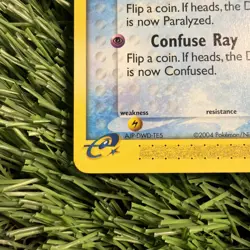 Flip a coin. If heads, the D
is now Paralyzed.
Confuse Ray
Flip a coin. If heads, the D
is now Confused.
weakness resistance
©2004 Pokémon/N
e